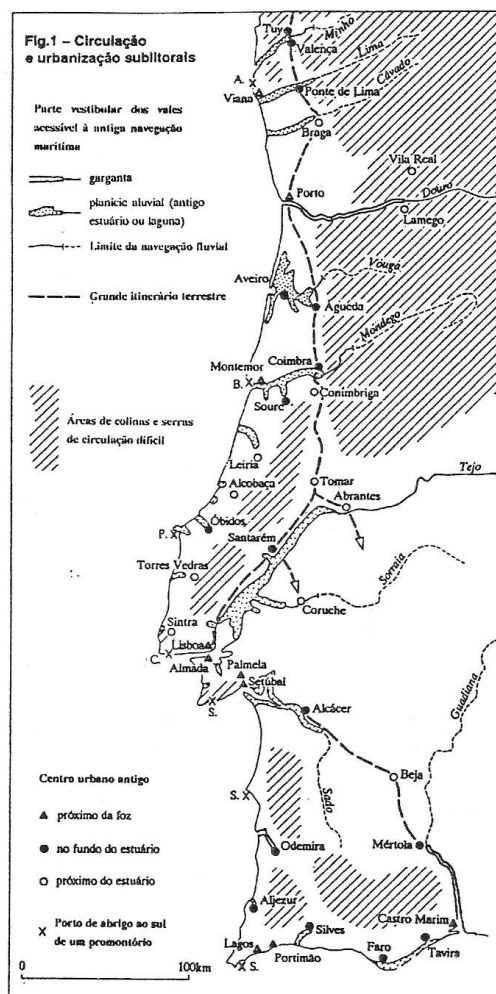 Fig.1 – Circulação
e urbanização sublitorais
Parte vestibular dos vales
acessível à antiga navegação
marítima
garganta
planície aluvial (antigo
estuário ou laguna)
Limite da navegação fluvial
Grande itinerário terrestre
Áreas de colinas e serras
de circulação difícil
Centro urbano antigo
próximo da foz
no fundo do estuário
próximo do estuário
Porto de abrigo ao sul
de um promontório
0 100km
Tuy
Minho
Valença
Lima
A.
Viana
Ponte de Lima
Cávado
Braga
Vila Real
Porto
Douro
Lamego
Aveiro
Vouga
Agueda
Mondego
Coimbra
Montemor
B.
Conimbriga
Soure
Leiria
Alcobaça
Tomar
Tejo
Abrantes
Óbidos
P.
Santarém
Torres Vedras
Sorraia
Coruche
Sintra
Lisboa
C.
Almada
Palmela
Setúbal
S.
Guadiana
Alcácer
Beja
S.
Sado
Odemira
Mértola
Aljezur
Castro Marim
Silves
Lagos
Faro
Tavira
Portimão
S.